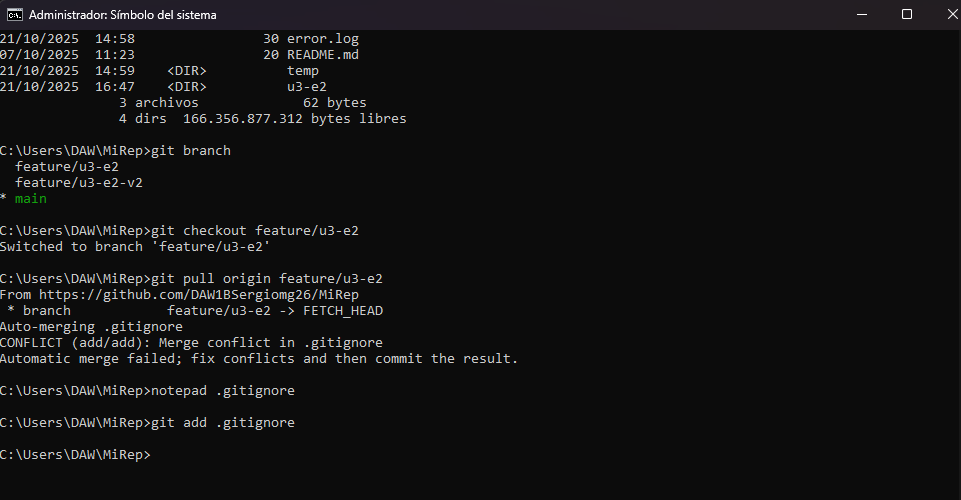 Administrador: Símbolo del sistema
21/10/2025  14:58                30 error.log
07/10/2025  11:23                20 README.md
21/10/2025  14:59    <DIR>          temp
21/10/2025  16:47    <DIR>          u3-e2
               3 archivos             62 bytes
               4 dirs  166.356.877.312 bytes libres
C:\Users\DAW\MiRep>git branch
  feature/u3-e2
  feature/u3-e2-v2
* main
C:\Users\DAW\MiRep>git checkout feature/u3-e2
Switched to branch 'feature/u3-e2'
C:\Users\DAW\MiRep>git pull origin feature/u3-e2
From https://github.com/DAW1BSergiomg26/MiRep
 * branch            feature/u3-e2 -> FETCH_HEAD
Auto-merging .gitignore
CONFLICT (add/add): Merge conflict in .gitignore
Automatic merge failed; fix conflicts and then commit the result.
C:\Users\DAW\MiRep>notepad .gitignore
C:\Users\DAW\MiRep>git add .gitignore
C:\Users\DAW\MiRep>